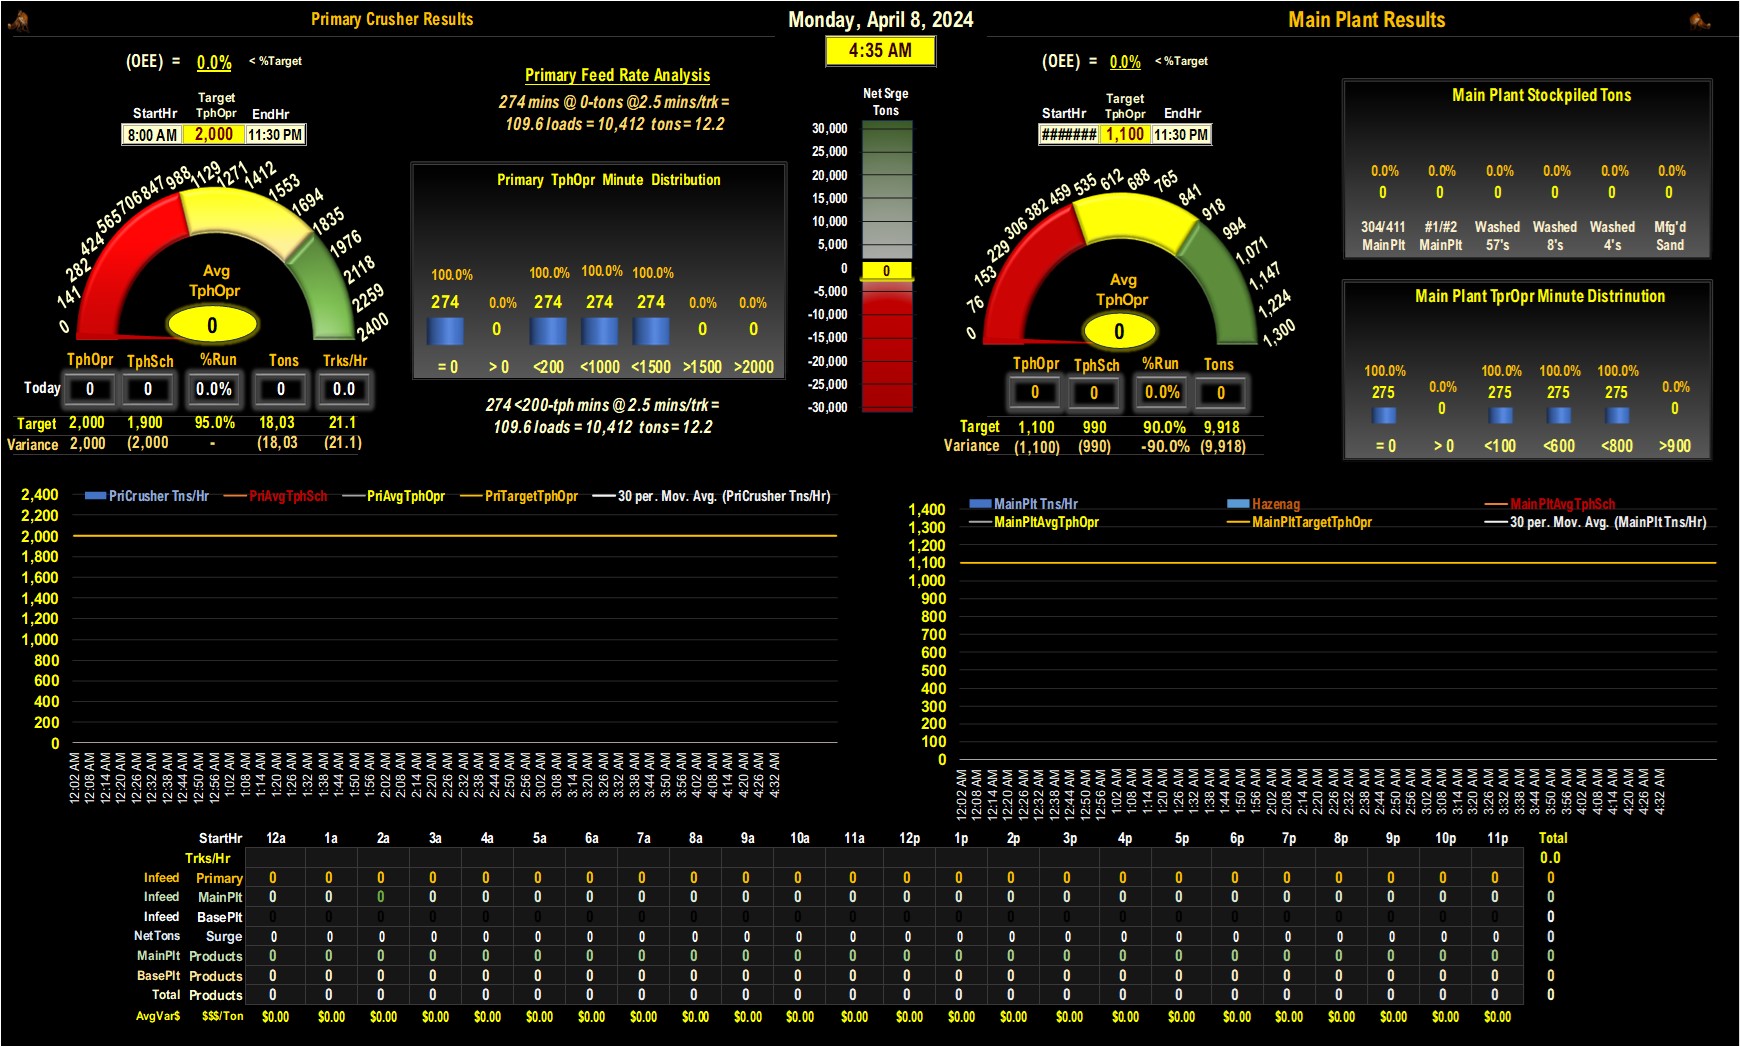 Primary Crusher Results
Monday, April 8, 2024
Main Plant Results
4:35 AM
(OEE) = 0.0% < %Target
StartHr Target TphOpr EndHr
8:00 AM 2,000 11:30 PM
0 141 282 424 565 706 847 988 1129 1271 1412 1553 1694 1835 1976 2118 2259 2400
Avg
TphOpr
0
TphOpr TphSch %Run Tons Trks/Hr
Today 0 0 0.0% 0 0.0
Target 2,000 1,900 95.0% 18,03 21.1
Variance 2,000 (2,000 - (18,03 (21.1)
Primary Feed Rate Analysis
274 mins @ 0-tons @2.5 mins/trk =
109.6 loads = 10,412 tons = 12.2
Primary TphOpr Minute Distribution
100.0% 0.0% 100.0% 100.0% 100.0% 0.0% 0.0%
274 0 274 274 274 0 0
= 0 > 0 <200 <1000 <1500 >1500 >2000
274 <200-tph mins @ 2.5 mins/trk =
109.6 loads = 10,412 tons = 12.2
Net Srge
Tons
30,000
25,000
20,000
15,000
10,000
5,000
0 0
-5,000
-10,000
-15,000
-20,000
-25,000
-30,000
(OEE) = 0.0% < %Target
StartHr Target TphOpr EndHr
####### 1,100 11:30 PM
0 76 153 229 306 382 459 535 612 688 765 841 918 994 1,071 1,147 1,224 1,300
Avg
TphOpr
0
TphOpr TphSch %Run Tons
0 0 0.0% 0
Target 1,100 990 90.0% 9,918
Variance (1,100) (990) -90.0% (9,918)
Main Plant Stockpiled Tons
0.0% 0.0% 0.0% 0.0% 0.0% 0.0%
0 0 0 0 0 0
304/411 #1/#2 Washed Washed Washed Mfg'd
MainPlt MainPlt 57's 8's 4's Sand
Main Plant TprOpr Minute Distrinution
100.0% 0.0% 100.0% 100.0% 100.0% 0.0%
275 0 275 275 275 0
= 0 > 0 <100 <600 <800 >900
PriCrusher Tns/Hr PriAvgTphSch PriAvgTphOpr PriTargetTphOpr 30 per. Mov. Avg. (PriCrusher Tns/Hr)
2,400
2,200
2,000
1,800
1,600
1,400
1,200
1,000
800
600
400
200
0
12:02 AM 12:08 AM 12:14 AM 12:20 AM 12:26 AM 12:32 AM 12:38 AM 12:44 AM 12:50 AM 12:56 AM 1:02 AM 1:08 AM 1:14 AM 1:20 AM 1:26 AM 1:32 AM 1:38 AM 1:44 AM 1:50 AM 1:56 AM 2:02 AM 2:08 AM 2:14 AM 2:20 AM 2:26 AM 2:32 AM 2:38 AM 2:44 AM 2:50 AM 2:56 AM 3:02 AM 3:08 AM 3:14 AM 3:20 AM 3:26 AM 3:32 AM 3:38 AM 3:44 AM 3:50 AM 3:56 AM 4:02 AM 4:08 AM 4:14 AM 4:20 AM 4:26 AM 4:32 AM
MainPlt Tns/Hr Hazenag MainPltAvgTphSch
MainPltAvgTphOpr MainPltTargetTphOpr 30 per. Mov. Avg. (MainPlt Tns/Hr)
1,400
1,300
1,200
1,100
1,000
900
800
700
600
500
400
300
200
100
0
12:02 AM 12:08 AM 12:14 AM 12:20 AM 12:26 AM 12:32 AM 12:38 AM 12:44 AM 12:50 AM 12:56 AM 1:02 AM 1:08 AM 1:14 AM 1:20 AM 1:26 AM 1:32 AM 1:38 AM 1:44 AM 1:50 AM 1:56 AM 2:02 AM 2:08 AM 2:14 AM 2:20 AM 2:26 AM 2:32 AM 2:38 AM 2:44 AM 2:50 AM 2:56 AM 3:02 AM 3:08 AM 3:14 AM 3:20 AM 3:26 AM 3:32 AM 3:38 AM 3:44 AM 3:50 AM 3:56 AM 4:02 AM 4:08 AM 4:14 AM 4:20 AM 4:26 AM 4:32 AM
StartHr 12a 1a 2a 3a 4a 5a 6a 7a 8a 9a 10a 11a 12p 1p 2p 3p 4p 5p 6p 7p 8p 9p 10p 11p Total
Trks/Hr 0.0
Infeed Primary 0 0 0 0 0 0 0 0 0 0 0 0 0 0 0 0 0 0 0 0 0 0 0 0 0
Infeed MainPlt 0 0 0 0 0 0 0 0 0 0 0 0 0 0 0 0 0 0 0 0 0 0 0 0 0
Infeed BasePlt 0 0 0 0 0 0 0 0 0 0 0 0 0 0 0 0 0 0 0 0 0 0 0 0 0
NetTons Surge 0 0 0 0 0 0 0 0 0 0 0 0 0 0 0 0 0 0 0 0 0 0 0 0 0
MainPlt Products 0 0 0 0 0 0 0 0 0 0 0 0 0 0 0 0 0 0 0 0 0 0 0 0 0
BasePlt Products 0 0 0 0 0 0 0 0 0 0 0 0 0 0 0 0 0 0 0 0 0 0 0 0 0
Total Products 0 0 0 0 0 0 0 0 0 0 0 0 0 0 0 0 0 0 0 0 0 0 0 0 0
AvgVar$ $$$/Ton $0.00 $0.00 $0.00 $0.00 $0.00 $0.00 $0.00 $0.00 $0.00 $0.00 $0.00 $0.00 $0.00 $0.00 $0.00 $0.00 $0.00 $0.00 $0.00 $0.00 $0.00 $0.00 $0.00 $0.00